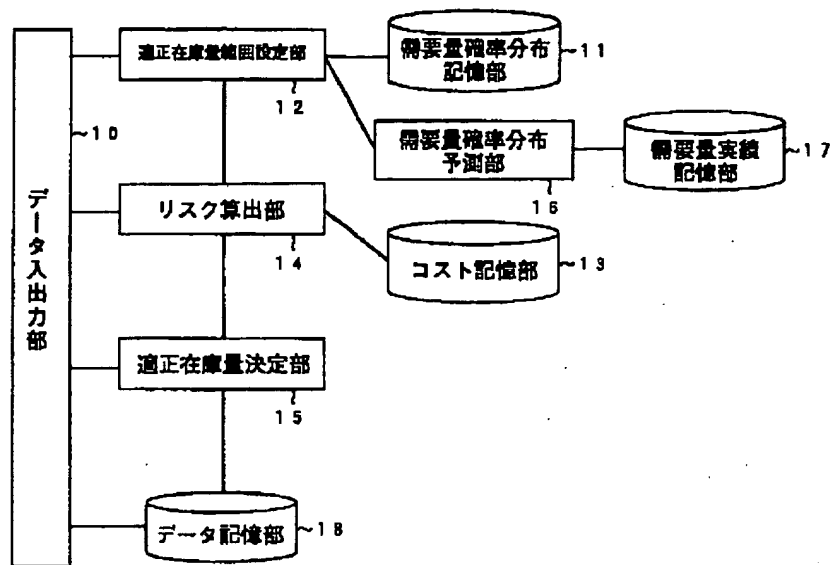 適正在庫量範囲設定部
12
需要量確率分布
記憶部
11
10
需要量確率分布
予測部
16
需要量実績
記憶部
17
データ入出力部
リスク算出部
14
コスト記憶部
13
適正在庫量決定部
15
データ記憶部
18